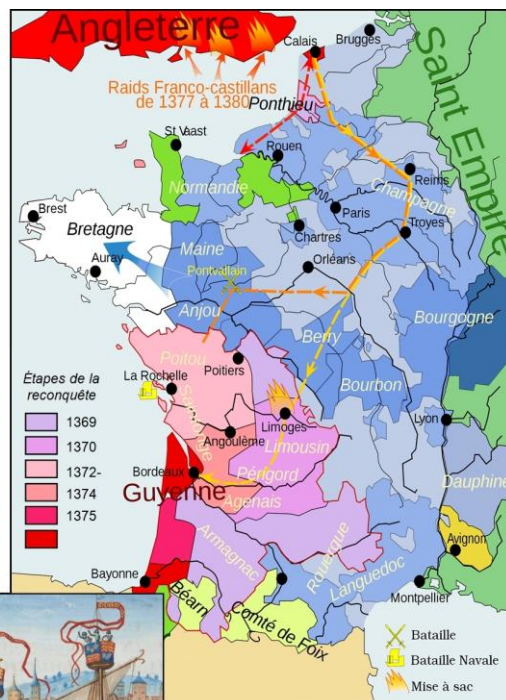 Angleterre
Calais
Brugges
Raids Franco-castillans
de 1377 à 1380
Ponthieu
Saint Empire
St Vaast
Rouen
Reims
Normandie
Champagne
Paris
Brest
Bretagne
Chartres
Troyes
Maine
Orléans
Auray
Pontvallain
Anjou
Bourgogne
Berry
Poitou
Étapes de la
reconquête
Poitiers
La Rochelle
Bourbon
1369
Saintonge
Limoges
Lyon
1370
Angoulême
Limousin
1372-
Bordeaux
Périgord
Dauphiné
1374
Guyenne
Agenais
1375
Rouergue
Avignon
Armagnac
Languedoc
Bayonne
Béarn
Comté de Foix
Montpellier
Bataille
Bataille Navale
Mise à sac